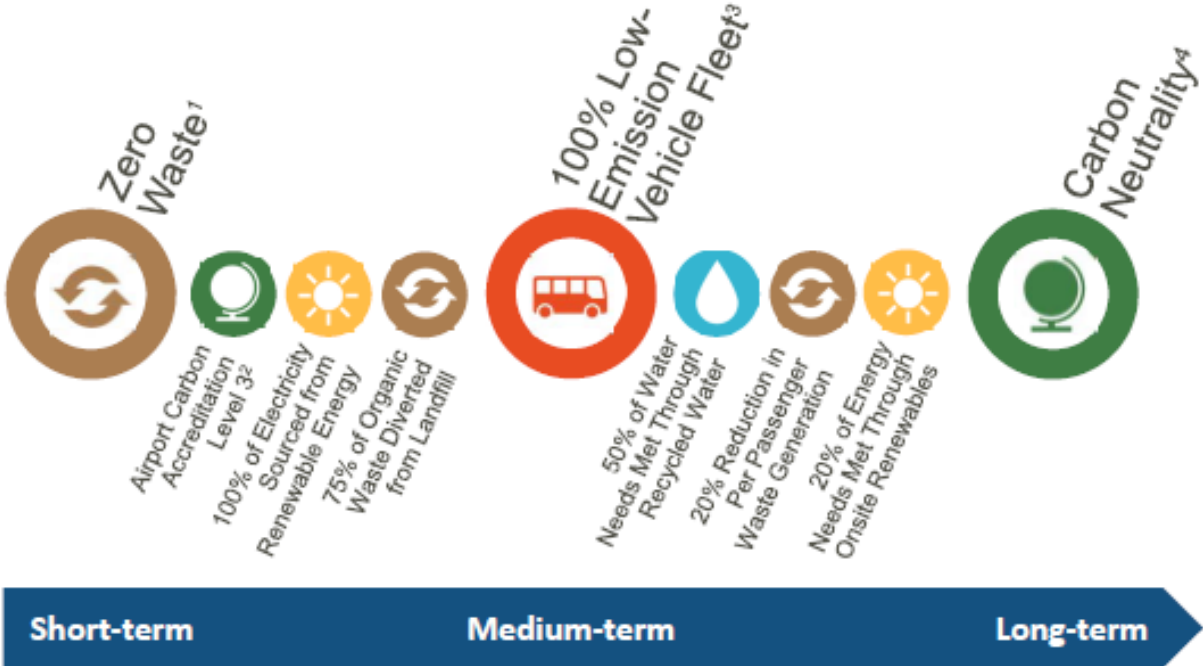 Zero
Waste¹
Airport Carbon
Accreditation
Level 3²
100% of Electricity
Sourced from
Renewable Energy
75% of Organic
Waste Diverted
from Landfill
100% Low-
Emission
Vehicle Fleet³
50% of Water
Needs Met Through
Recycled Water
20% Reduction in
Per Passenger
Waste Generation
20% of Energy
Needs Met Through
Onsite Renewables
Carbon
Neutrality⁴
Short-term
Medium-term
Long-term